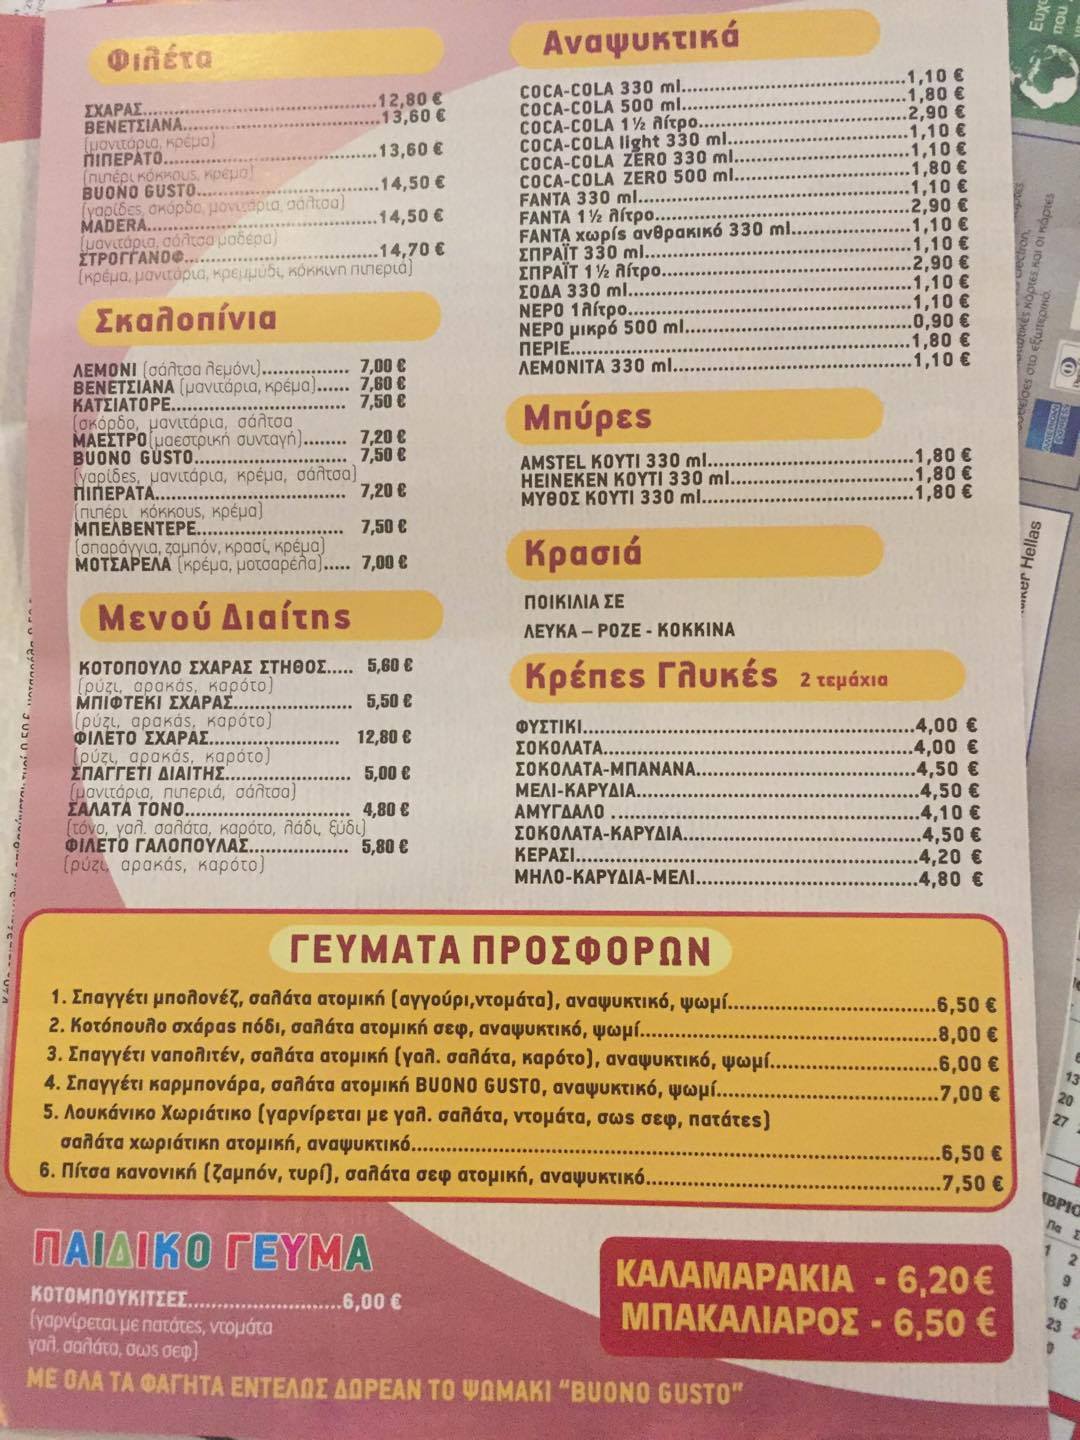 Φιλέτα
ΣΧΑΡΑΣ.....12,80 €
ΒΕΝΕΤΣΙΑΝΑ.....13,60 €
(μανιτάρια, κρέμα)
ΠΙΠΕΡΑΤΟ.....13,60 €
(πιπέρι κόκκους, κρέμα)
BUONO GUSTO.....14,50 €
(γαρίδες, σκόρδο, μανιτάρια, σάλτσα)
MADERA.....14,50 €
(μανιτάρια, σάλτσα μαδέρα)
ΣΤΡΟΓΓΑΝΟΦ.....14,70 €
(κρέμα, μανιτάρια, κρεμμύδι, κόκκινη πιπεριά)
Σκαλοπίνια
ΛΕΜΟΝΙ (σάλτσα λεμόνι)..... 7,00 €
ΒΕΝΕΤΣΙΑΝΑ (μανιτάρια, κρέμα)..... 7,60 €
ΚΑΤΣΙΑΤΟΡΕ..... 7,50 €
(σκόρδο, μανιτάρια, σάλτσα
ΜΑΕΣΤΡΟ(μαεστρική συνταγή)..... 7,20 €
BUONO GUSTO..... 7,50 €
(γαρίδες, μανιτάρια, κρέμα, σάλτσα)
ΠΙΠΕΡΑΤΑ..... 7,20 €
(πιπέρι κόκκους, κρέμα)
ΜΠΕΛΒΕΝΤΕΡΕ..... 7,50 €
(σπαράγγια, ζαμπόν, κρασί, κρέμα)
ΜΟΤΣΑΡΕΛΑ (κρέμα, μοτσαρέλα)..... 7,00 €
Μενού Διαίτης
ΚΟΤΟΠΟΥΛΟ ΣΧΑΡΑΣ ΣΤΗΘΟΣ..... 5,60 €
(ρύζι, αρακάς, καρότο)
ΜΠΙΦΤΕΚΙ ΣΧΑΡΑΣ..... 5,50 €
(ρύζι, αρακάς, καρότο)
ΦΙΛΕΤΟ ΣΧΑΡΑΣ..... 12,80 €
(ρύζι, αρακάς, καρότο)
ΣΠΑΓΓΕΤΙ ΔΙΑΙΤΗΣ..... 5,00 €
(μανιτάρια, πιπεριά, σάλτσα)
ΣΑΛΑΤΑ ΤΟΝΟ..... 4,80 €
(τόνο, γαλ. σαλάτα, καρότο, λάδι, ξύδι)
ΦΙΛΕΤΟ ΓΑΛΟΠΟΥΛΑΣ..... 5,80 €
(ρύζι, αρακάς, καρότο)
Αναψυκτικά
COCA-COLA 330 ml.....1,10 €
COCA-COLA 500 ml.....1,80 €
COCA-COLA 1½ λίτρο.....2,90 €
COCA-COLA light 330 ml.....1,10 €
COCA-COLA ZERO 330 ml.....1,10 €
COCA-COLA ZERO 500 ml.....1,80 €
FANTA 330 ml.....1,10 €
FANTA 1½ λίτρο.....2,90 €
FANTA χωρίς ανθρακικό 330 ml.....1,10 €
ΣΠΡΑΪΤ 330 ml.....1,10 €
ΣΠΡΑΪΤ 1½ λίτρο.....2,90 €
ΣΟΔΑ 330 ml.....1,10 €
ΝΕΡΟ 1λίτρο.....1,10 €
ΝΕΡΟ μικρό 500 ml.....0,90 €
ΠΕΡΙΕ.....1,80 €
ΛΕΜΟΝΙΤΑ 330 ml.....1,10 €
Μπύρες
AMSTEL ΚΟΥΤΙ 330 ml.....1,80 €
HEINEKEN ΚΟΥΤΙ 330 ml.....1,80 €
ΜΥΘΟΣ ΚΟΥΤΙ 330 ml.....1,80 €
Κρασιά
ΠΟΙΚΙΛΙΑ ΣΕ
ΛΕΥΚΑ – ΡΟΖΕ - ΚΟΚΚΙΝΑ
Κρέπες Γλυκές 2 τεμάχια
ΦΥΣΤΙΚΙ.....4,00 €
ΣΟΚΟΛΑΤΑ.....4,00 €
ΣΟΚΟΛΑΤΑ-ΜΠΑΝΑΝΑ.....4,50 €
ΜΕΛΙ-ΚΑΡΥΔΙΑ.....4,50 €
ΑΜΥΓΔΑΛΟ .....4,10 €
ΣΟΚΟΛΑΤΑ-ΚΑΡΥΔΙΑ.....4,50 €
ΚΕΡΑΣΙ.....4,20 €
ΜΗΛΟ-ΚΑΡΥΔΙΑ-ΜΕΛΙ.....4,80 €
ΓΕΥΜΑΤΑ ΠΡΟΣΦΟΡΩΝ
1. Σπαγγέτι μπολονέζ, σαλάτα ατομική (αγγούρι,ντομάτα), αναψυκτικό, ψωμί.....6,50 €
2. Κοτόπουλο σχάρας πόδι, σαλάτα ατομική σεφ, αναψυκτικό, ψωμί.....8,00 €
3. Σπαγγέτι ναπολιτέν, σαλάτα ατομική (γαλ. σαλάτα, καρότο), αναψυκτικό, ψωμί.....6,00 €
4. Σπαγγέτι καρμπονάρα, σαλάτα ατομική BUONO GUSTO, αναψυκτικό, ψωμί.....7,00 €
5. Λουκάνικο Χωριάτικο (γαρνίρεται με γαλ. σαλάτα, ντομάτα, σως σεφ, πατάτες)
σαλάτα χωριάτικη ατομική, αναψυκτικό.....6,50 €
6. Πίτσα κανονική (ζαμπόν, τυρί), σαλάτα σεφ ατομική, αναψυκτικό.....7,50 €
ΠΑΙΔΙΚΟ ΓΕΥΜΑ
ΚΟΤΟΜΠΟΥΚΙΤΣΕΣ.....6,00 €
(γαρνίρεται με πατάτες, ντομάτα
γαλ. σαλάτα, σως σεφ)
ΚΑΛΑΜΑΡΑΚΙΑ - 6,20 €
ΜΠΑΚΑΛΙΑΡΟΣ - 6,50 €
ΜΕ ΟΛΑ ΤΑ ΦΑΓΗΤΑ ΕΝΤΕΛΩΣ ΔΩΡΕΑΝ ΤΟ ΨΩΜΑΚΙ "BUONO GUSTO"
AMERICAN EXPRESS
Hellas
13
20
27
Πα Σ
1 2
9
16
23